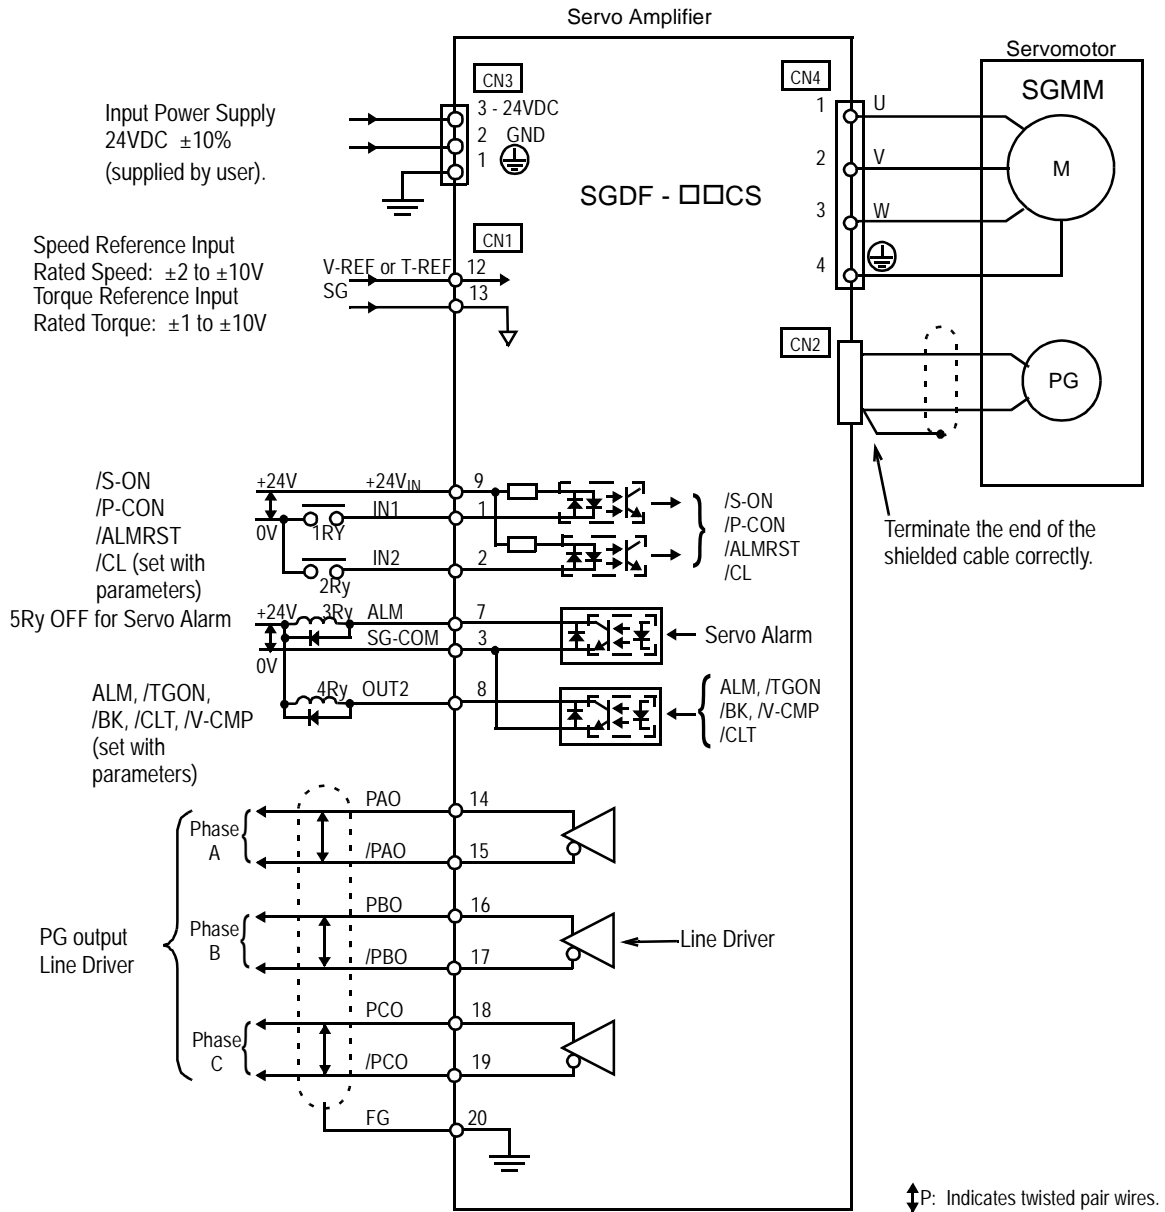 Servo Amplifier
Servomotor
CN3
CN4
SGMM
3 - 24VDC
2 GND
1
Input Power Supply
24VDC ±10%
(supplied by user).
1
U
2
V
3
W
4
M
SGDF - □□CS
CN1
Speed Reference Input
Rated Speed: ±2 to ±10V
Torque Reference Input
Rated Torque: ±1 to ±10V
V-REF or T-REF
12
SG
13
CN2
PG
Terminate the end of the
shielded cable correctly.
/S-ON
/P-CON
/ALMRST
/CL (set with
parameters)
+24V
+24VIN
9
0V
1RY
IN1
1
2Ry
IN2
2
/S-ON
/P-CON
/ALMRST
/CL
5Ry OFF for Servo Alarm
+24V
3Ry
ALM
7
SG-COM
3
0V
Servo Alarm
ALM, /TGON,
/BK, /CLT, /V-CMP
(set with
parameters)
4Ry
OUT2
8
ALM, /TGON
/BK, /V-CMP
/CLT
PG output
Line Driver
Phase
A
PAO
14
/PAO
15
Phase
B
PBO
16
/PBO
17
Line Driver
Phase
C
PCO
18
/PCO
19
FG
20
P: Indicates twisted pair wires.